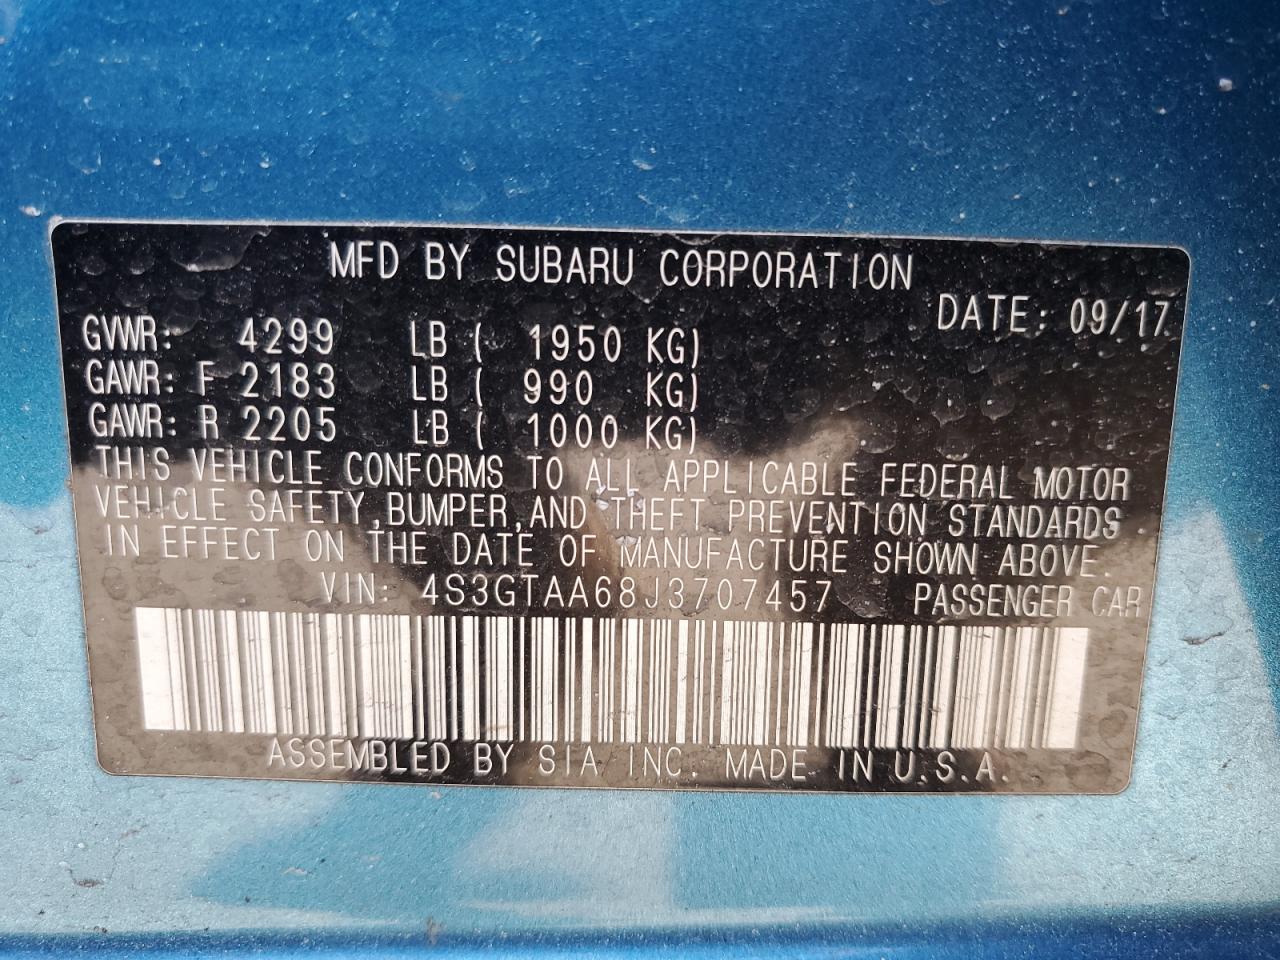 MFD BY SUBARU CORPORATION
DATE: 09/17
GVWR: 4299 LB ( 1950 KG)
GAWR: F 2183 LB ( 990 KG)
GAWR: R 2205 LB ( 1000 KG)
THIS VEHICLE CONFORMS TO ALL APPLICABLE FEDERAL MOTOR
VEHICLE SAFETY,BUMPER,AND THEFT PREVENTION STANDARDS
IN EFFECT ON THE DATE OF MANUFACTURE SHOWN ABOVE.
VIN: 4S3GTAA68J3707457 PASSENGER CAR
ASSEMBLED BY SIA INC. MADE IN U.S.A.